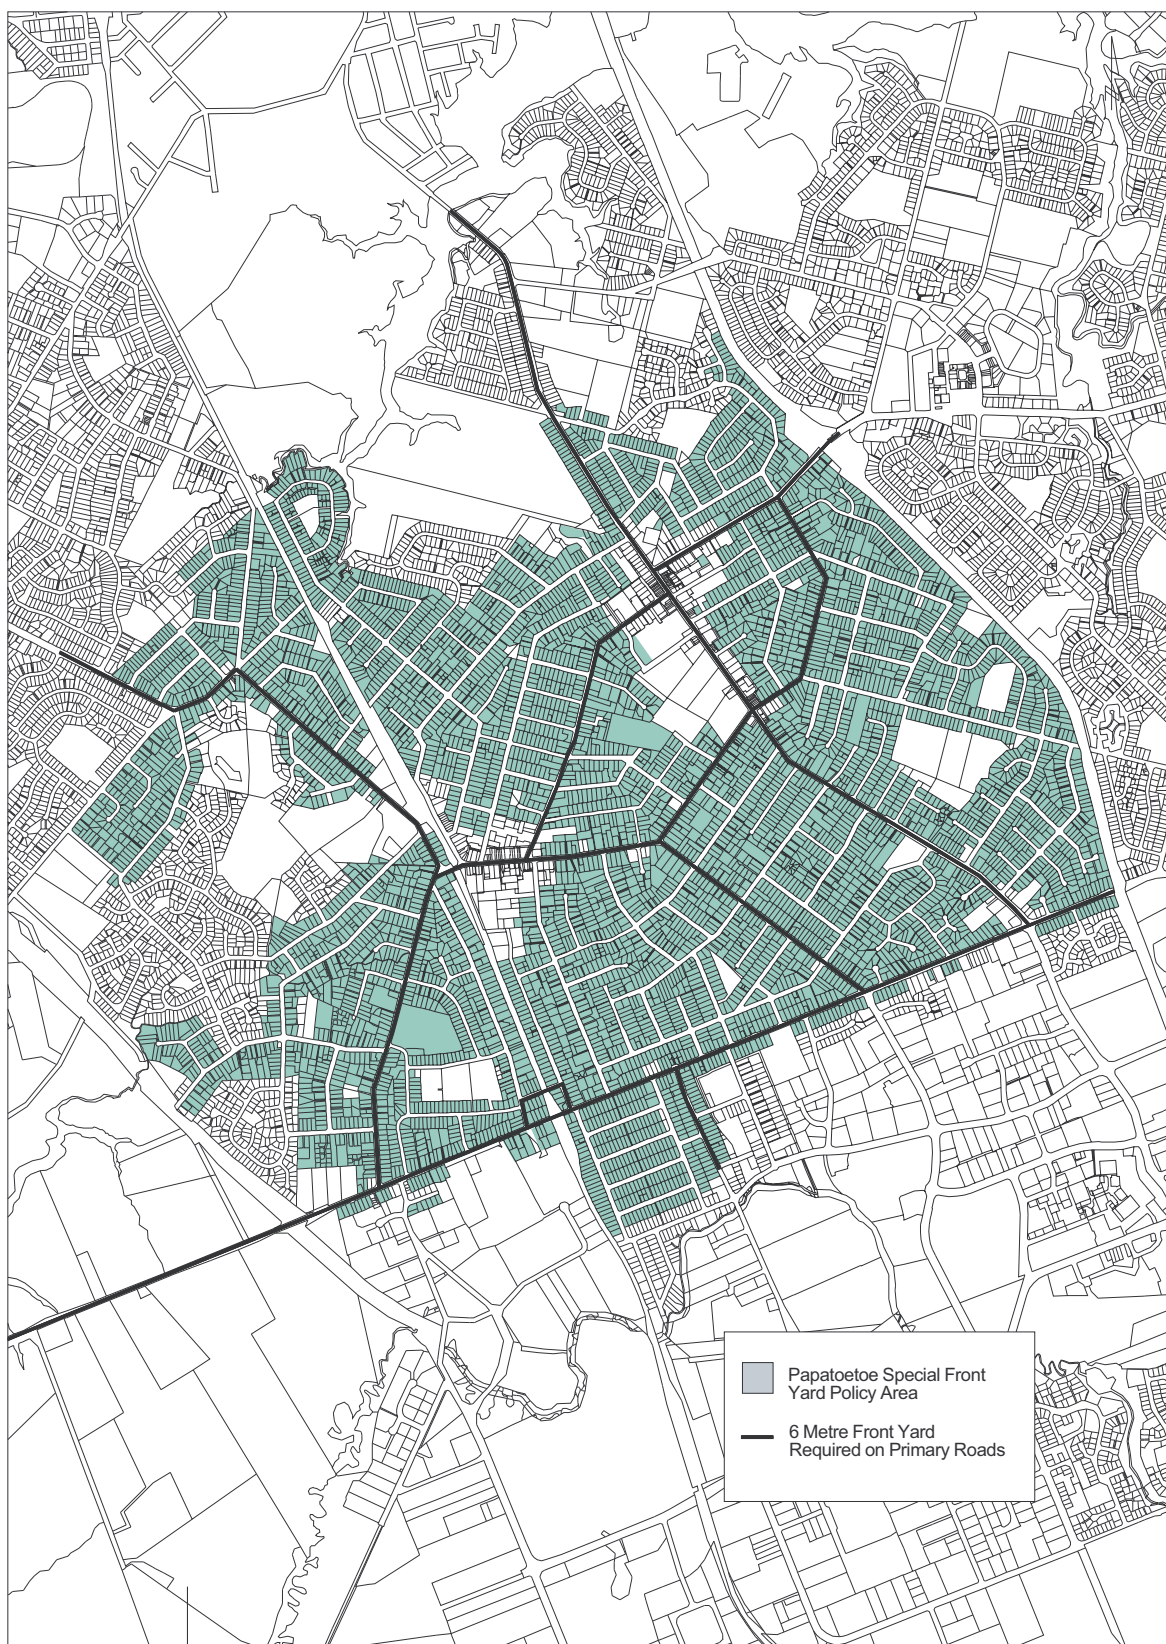 Papatoetoe Special Front
Yard Policy Area
6 Metre Front Yard
Required on Primary Roads